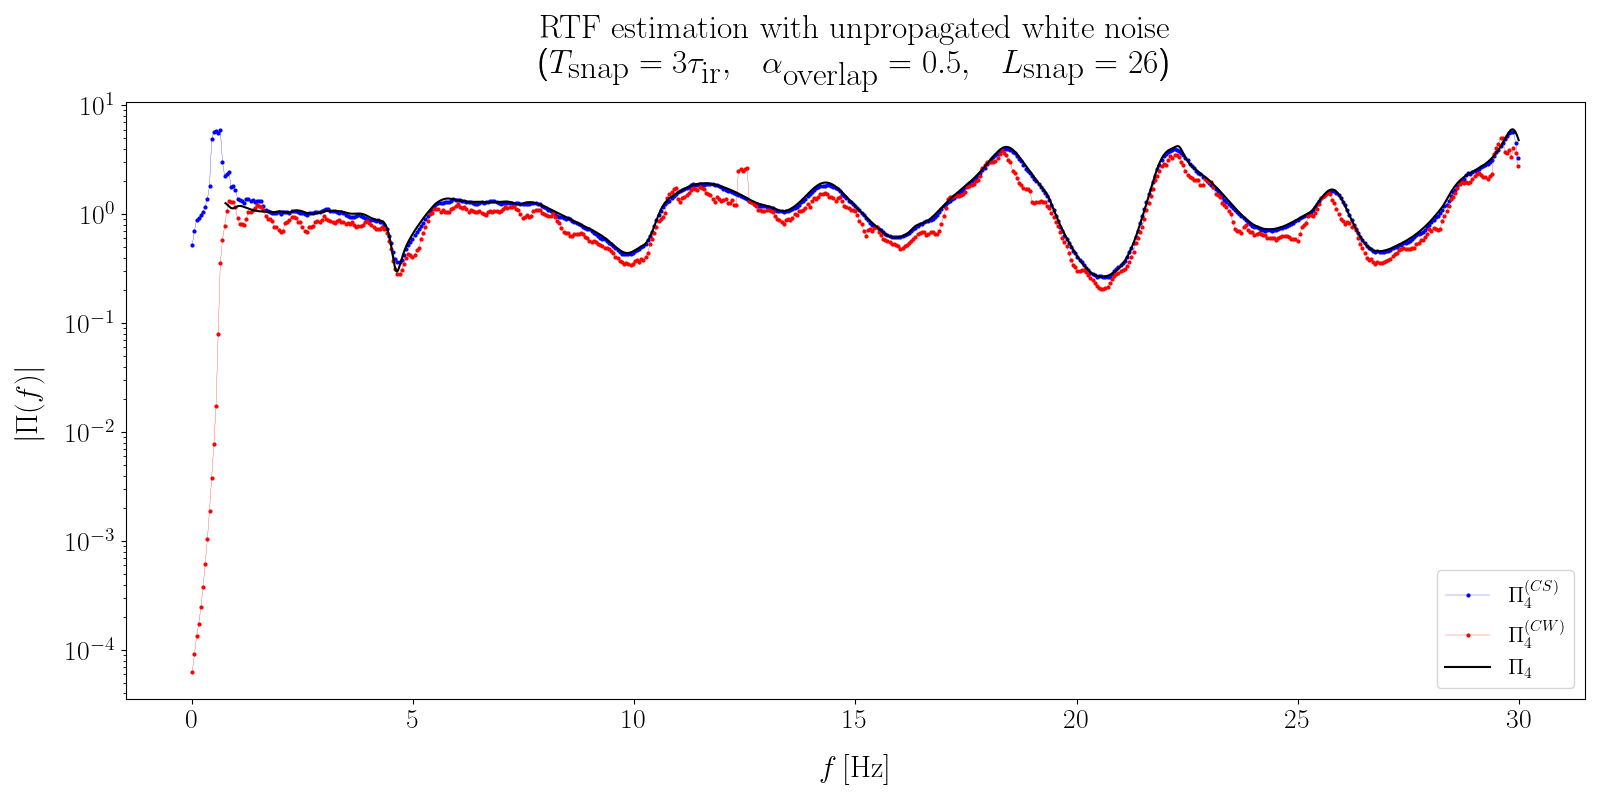 RTF estimation with unpropagated white noise
(T_snap = 3τ_ir, α_overlap = 0.5, L_snap = 26)
|Π(f)|
10^1
10^0
10^−1
10^−2
10^−3
10^−4
0 5 10 15 20 25 30
f [Hz]
Π_4^(CS)
Π_4^(CW)
Π_4